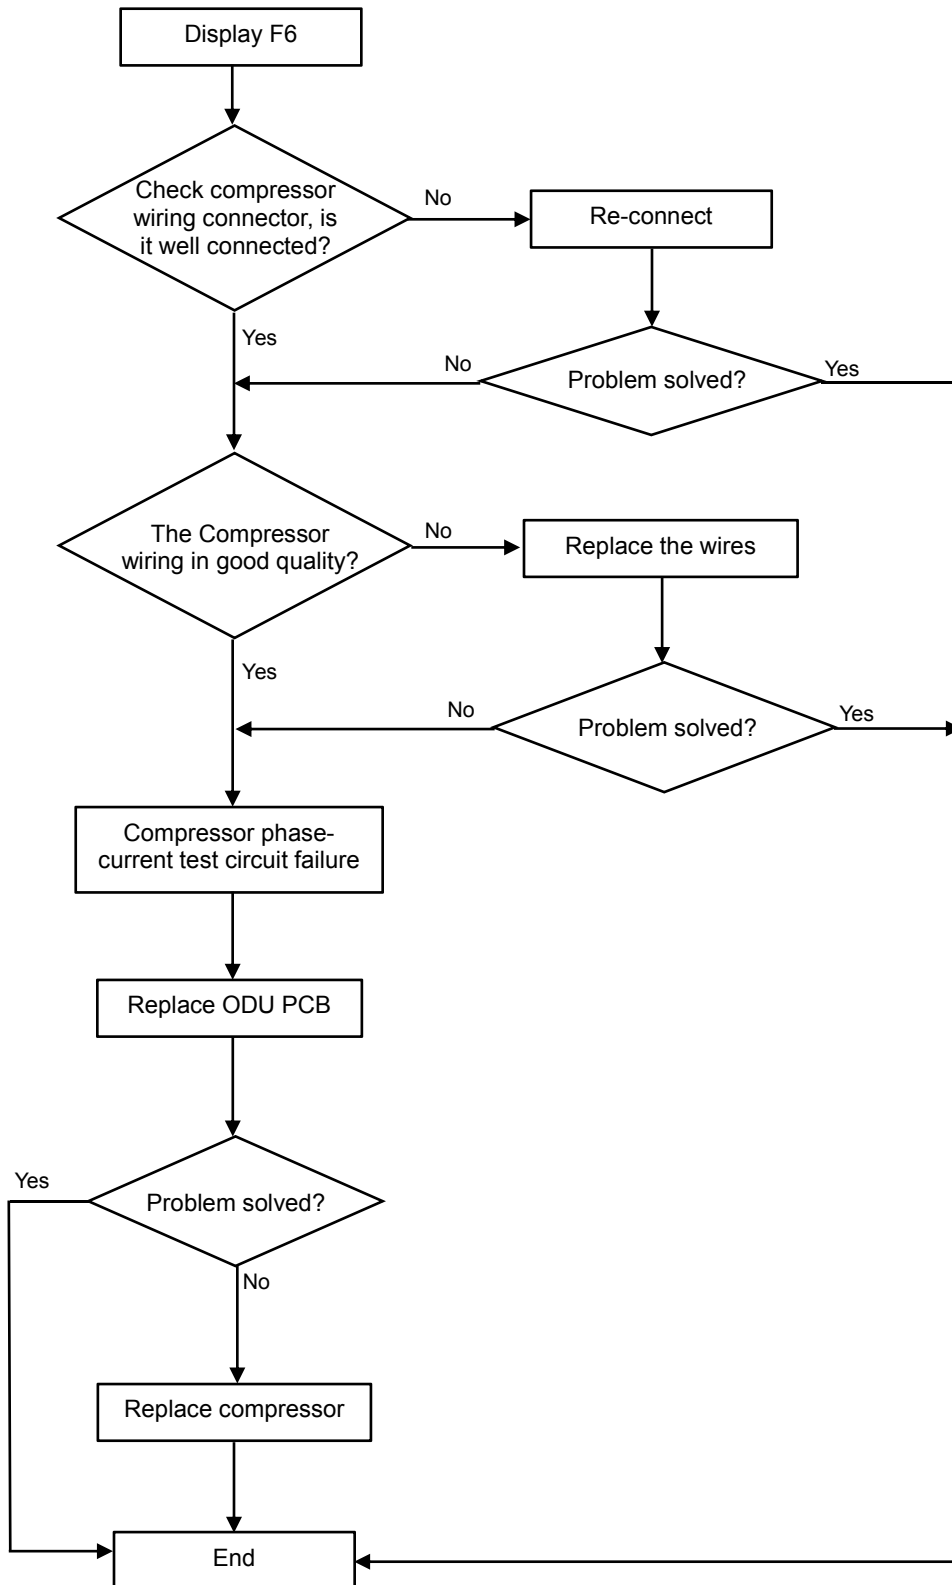 Display F6
Check compressor
wiring connector, is
it well connected?
No
Re-connect
Yes
No
Problem solved?
Yes
The Compressor
wiring in good quality?
No
Replace the wires
Yes
No
Problem solved?
Yes
Compressor phase-
current test circuit failure
Replace ODU PCB
Yes
Problem solved?
No
Replace compressor
End